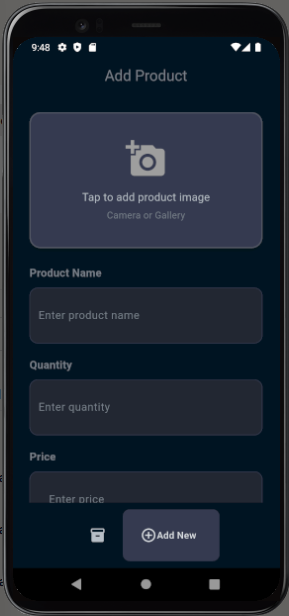 9:48
Add Product
Tap to add product image
Camera or Gallery
Product Name
Enter product name
Quantity
Enter quantity
Price
Enter price
Add New